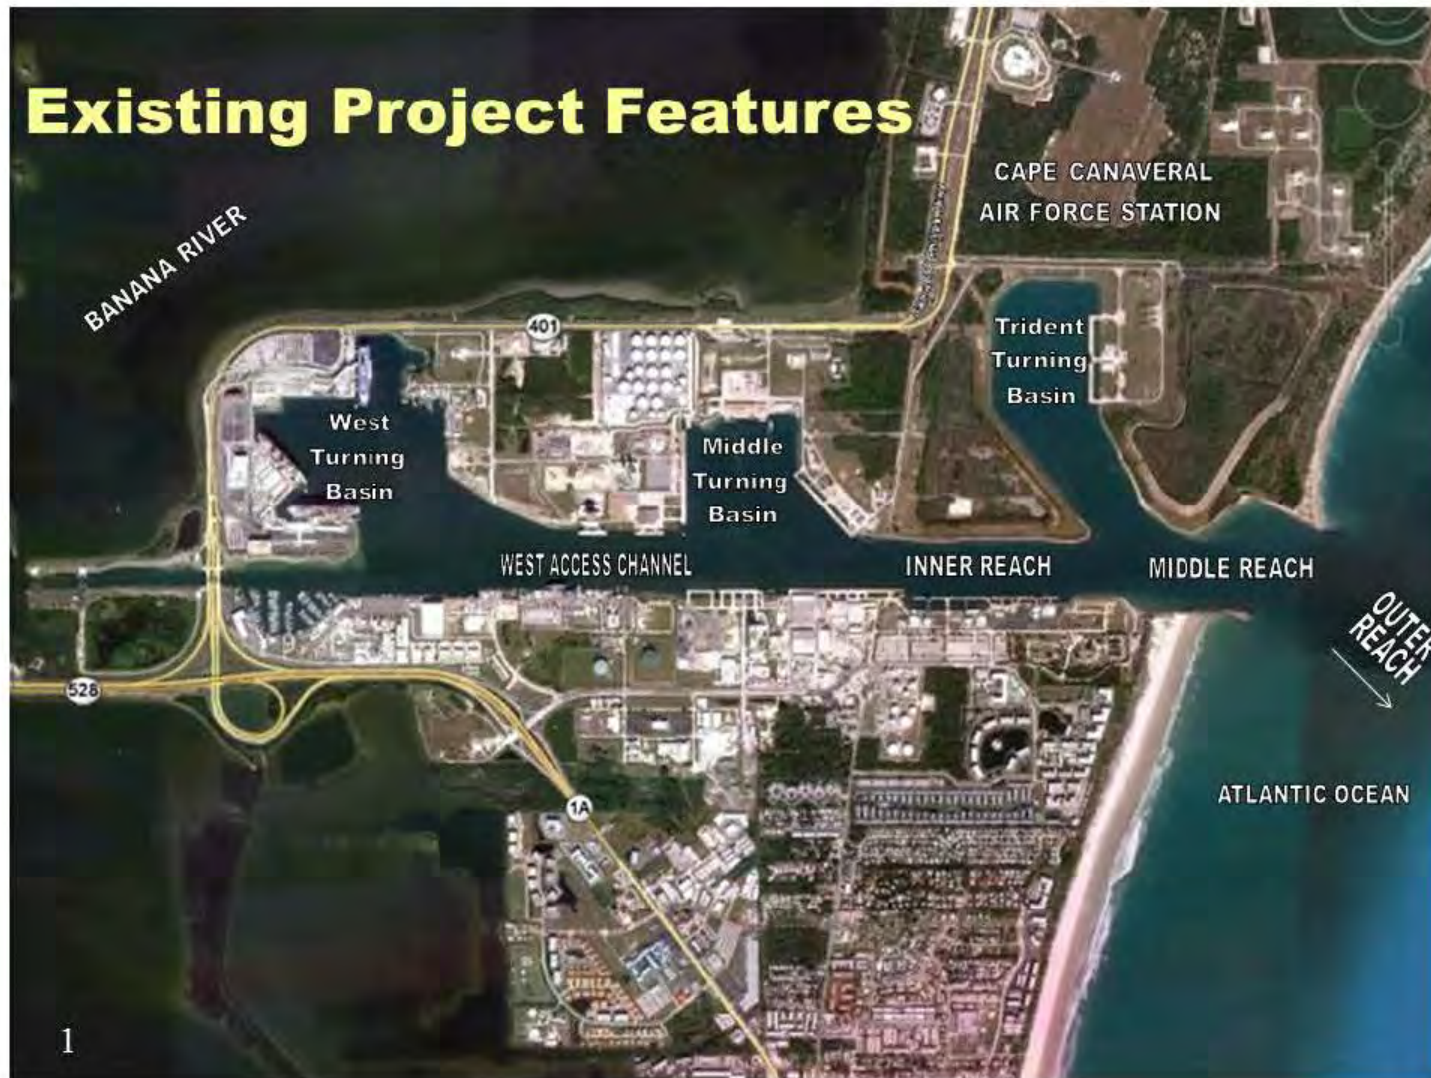 Existing Project Features
CAPE CANAVERAL
AIR FORCE STATION
BANANA RIVER
401
Trident
Turning
Basin
West
Turning
Basin
Middle
Turning
Basin
WEST ACCESS CHANNEL
INNER REACH
MIDDLE REACH
OUTER
REACH
528
1A
ATLANTIC OCEAN
1